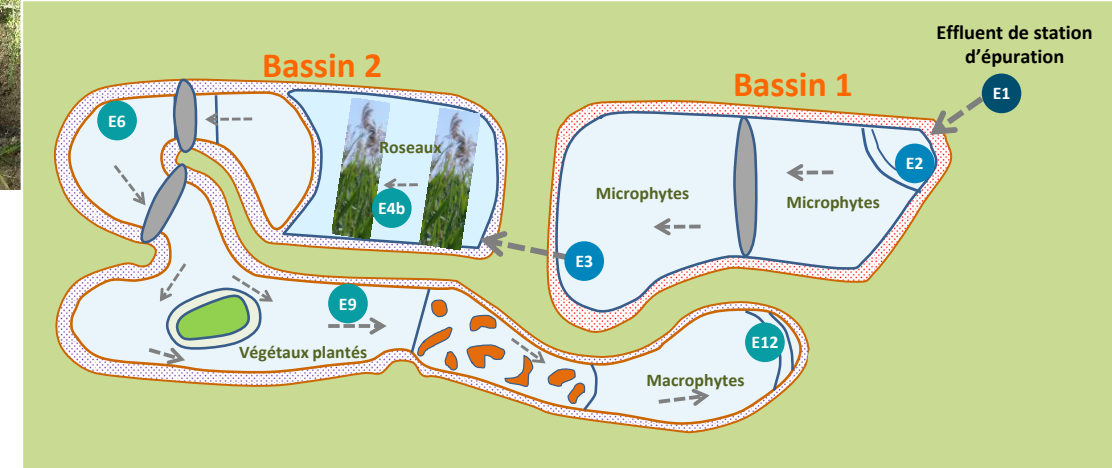 Effluent de station
d'épuration
Bassin 2
Bassin 1
E1
E6
Roseaux
E2
Microphytes
Microphytes
E4b
E3
E9
Végétaux plantés
E12
Macrophytes